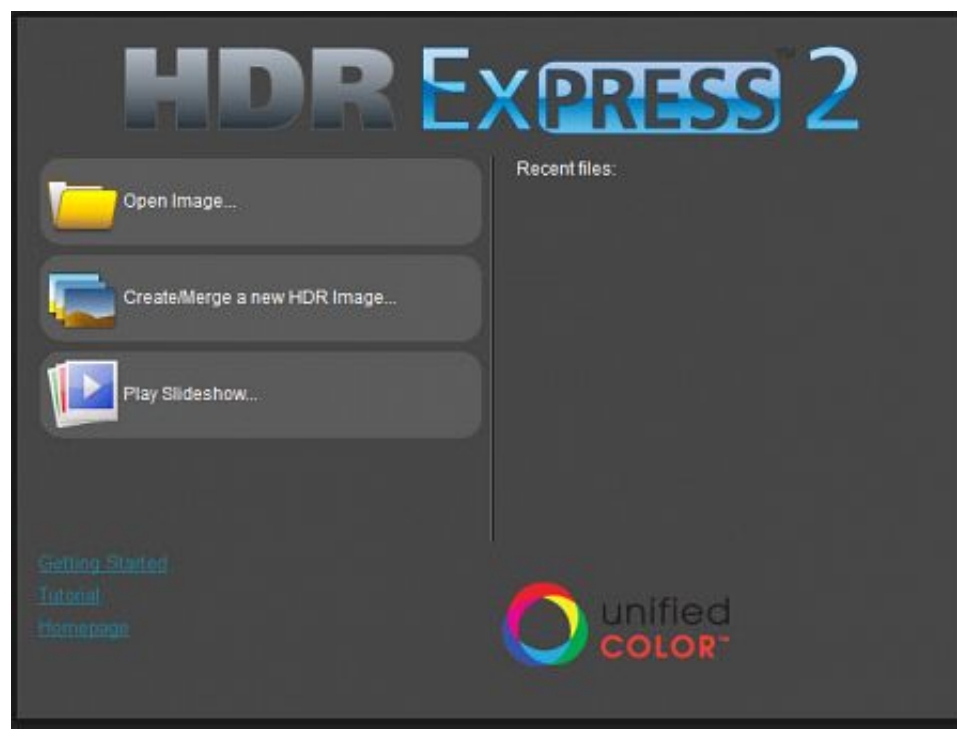 HDR EXPRESS™ 2
Open Image...
Create/Merge a new HDR Image...
Play Slideshow...
Recent files:
Getting Started
Tutorial
Homepage
unified
COLOR™